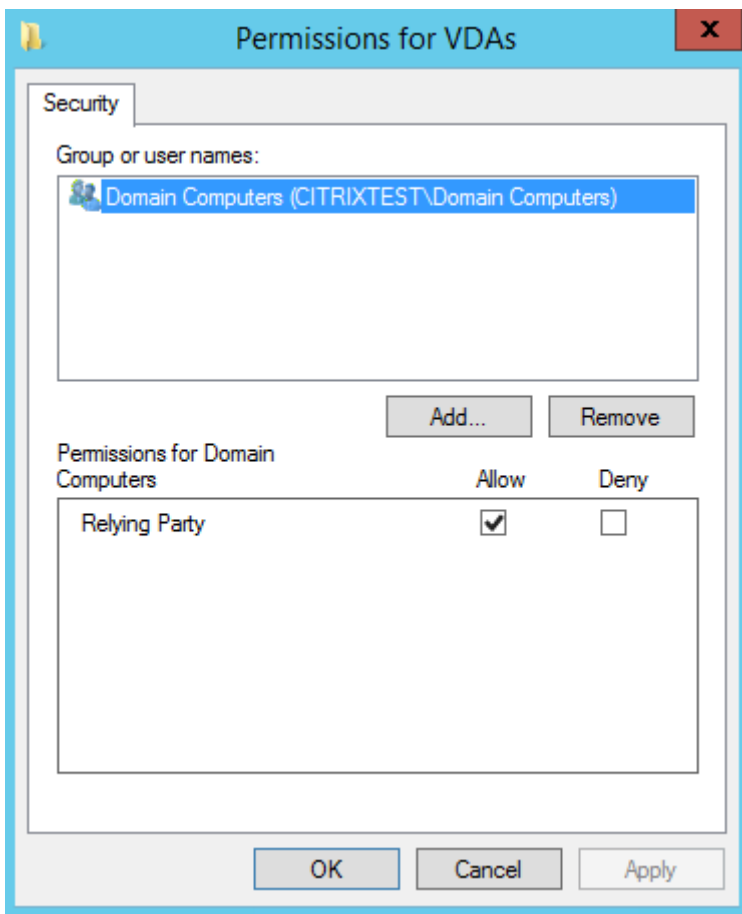 Permissions for VDAs
x
Security
Group or user names:
Domain Computers (CITRIXTEST\Domain Computers)
Add...
Remove
Permissions for Domain
Computers
Allow
Deny
Relying Party
OK
Cancel
Apply